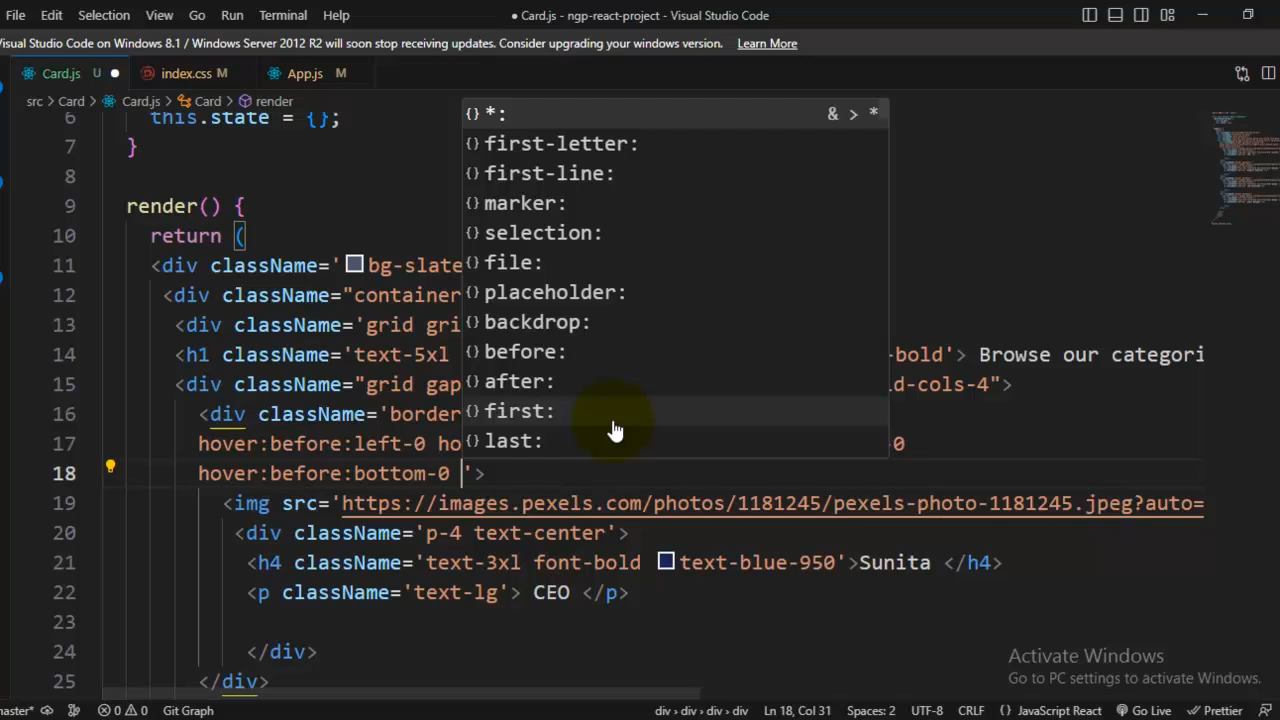 File Edit Selection View Go Run Terminal Help ● Card.js - ngp-react-project - Visual Studio Code
Visual Studio Code on Windows 8.1 / Windows Server 2012 R2 will soon stop receiving updates. Consider upgrading your windows version. Learn More
Card.js U ● index.css M App.js M
src > Card > Card.js > Card > render
6 this.state = {};
7 }
8
9 render() {
10 return (
11 <div className='bg-slate
12 <div className="container
13 <div className='grid gri
14 <h1 className='text-5xl -bold'> Browse our categori
15 <div className="grid gap d-cols-4">
16 <div className='border
17 hover:before:left-0 ho -0
18 hover:before:bottom-0 '>
19 <img src='https://images.pexels.com/photos/1181245/pexels-photo-1181245.jpeg?auto=
20 <div className='p-4 text-center'>
21 <h4 className='text-3xl font-bold text-blue-950'>Sunita </h4>
22 <p className='text-lg'> CEO </p>
23
24 </div>
25 </div>
{} *: & > *
{} first-letter:
{} first-line:
{} marker:
{} selection:
{} file:
{} placeholder:
{} backdrop:
{} before:
{} after:
{} first:
{} last:
Activate Windows
Go to PC settings to activate Windows.
master* 0 0 Git Graph div > div > div > div Ln 18, Col 31 Spaces: 2 UTF-8 CRLF {} JavaScript React Go Live Prettier